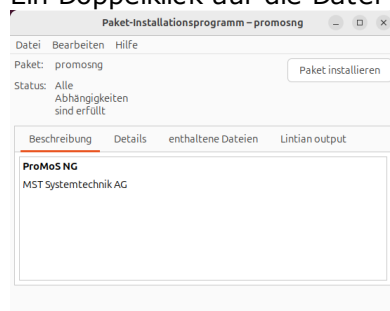 Ein Doppelklick auf die Datei
Paket-Installationsprogramm – promosng
Datei Bearbeiten Hilfe
Paket: promosng
Paket installieren
Status: Alle
Abhängigkeiten
sind erfüllt
Beschreibung Details enthaltene Dateien Lintian output
ProMoS NG
MST Systemtechnik AG